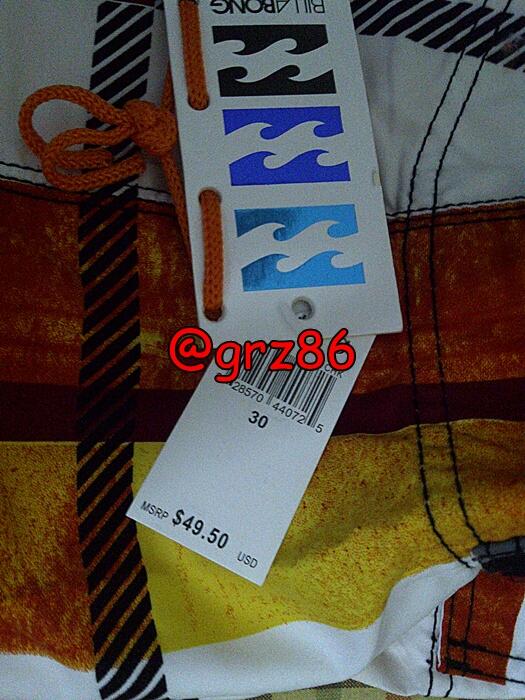 BILLABONG
@grz86
28570 44072 5
30
MSRP $49.50 USD